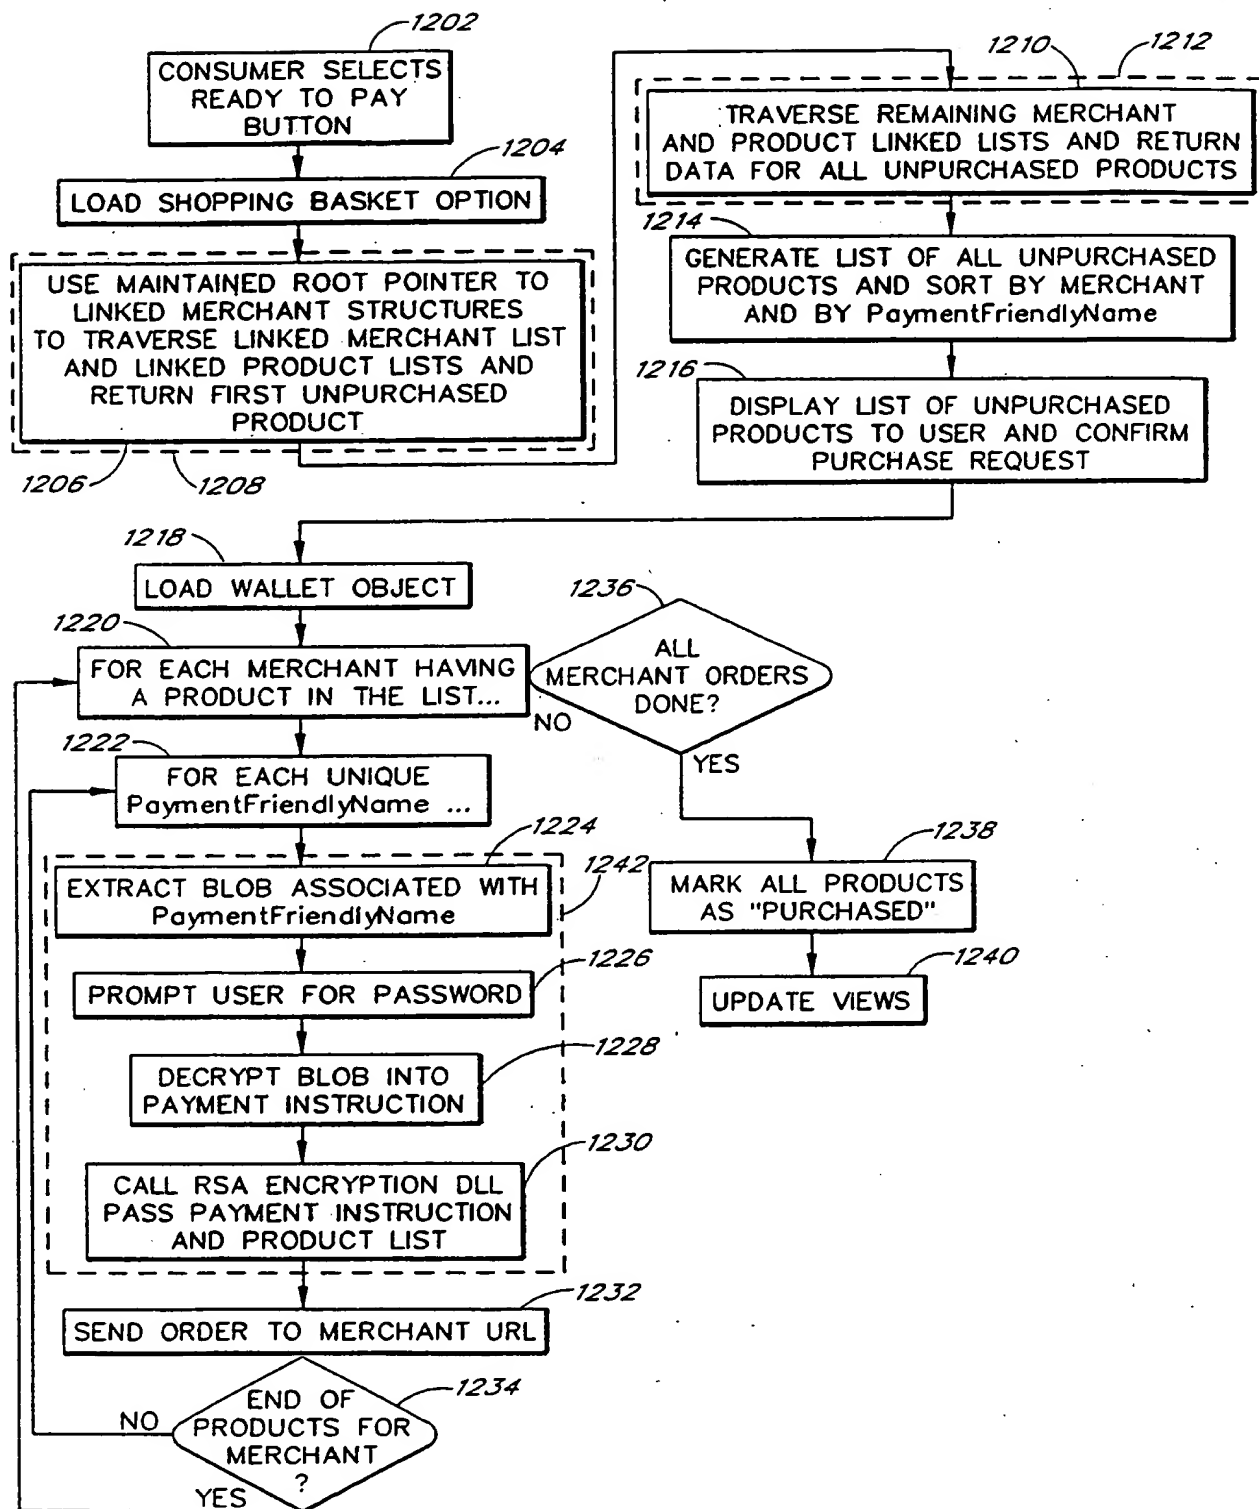 1202
CONSUMER SELECTS
READY TO PAY
BUTTON
1204
LOAD SHOPPING BASKET OPTION
USE MAINTAINED ROOT POINTER TO
LINKED MERCHANT STRUCTURES
TO TRAVERSE LINKED MERCHANT LIST
AND LINKED PRODUCT LISTS AND
RETURN FIRST UNPURCHASED
PRODUCT
1206
1208
1210
1212
TRAVERSE REMAINING MERCHANT
AND PRODUCT LINKED LISTS AND RETURN
DATA FOR ALL UNPURCHASED PRODUCTS
1214
GENERATE LIST OF ALL UNPURCHASED
PRODUCTS AND SORT BY MERCHANT
AND BY PaymentFriendlyName
1216
DISPLAY LIST OF UNPURCHASED
PRODUCTS TO USER AND CONFIRM
PURCHASE REQUEST
1218
LOAD WALLET OBJECT
1220
FOR EACH MERCHANT HAVING
A PRODUCT IN THE LIST...
1236
ALL
MERCHANT ORDERS
DONE?
NO
YES
1222
FOR EACH UNIQUE
PaymentFriendlyName ...
1224
1242
EXTRACT BLOB ASSOCIATED WITH
PaymentFriendlyName
1226
PROMPT USER FOR PASSWORD
1228
DECRYPT BLOB INTO
PAYMENT INSTRUCTION
1230
CALL RSA ENCRYPTION DLL
PASS PAYMENT INSTRUCTION
AND PRODUCT LIST
1232
SEND ORDER TO MERCHANT URL
1234
END OF
PRODUCTS FOR
MERCHANT
?
NO
YES
1238
MARK ALL PRODUCTS
AS "PURCHASED"
1240
UPDATE VIEWS